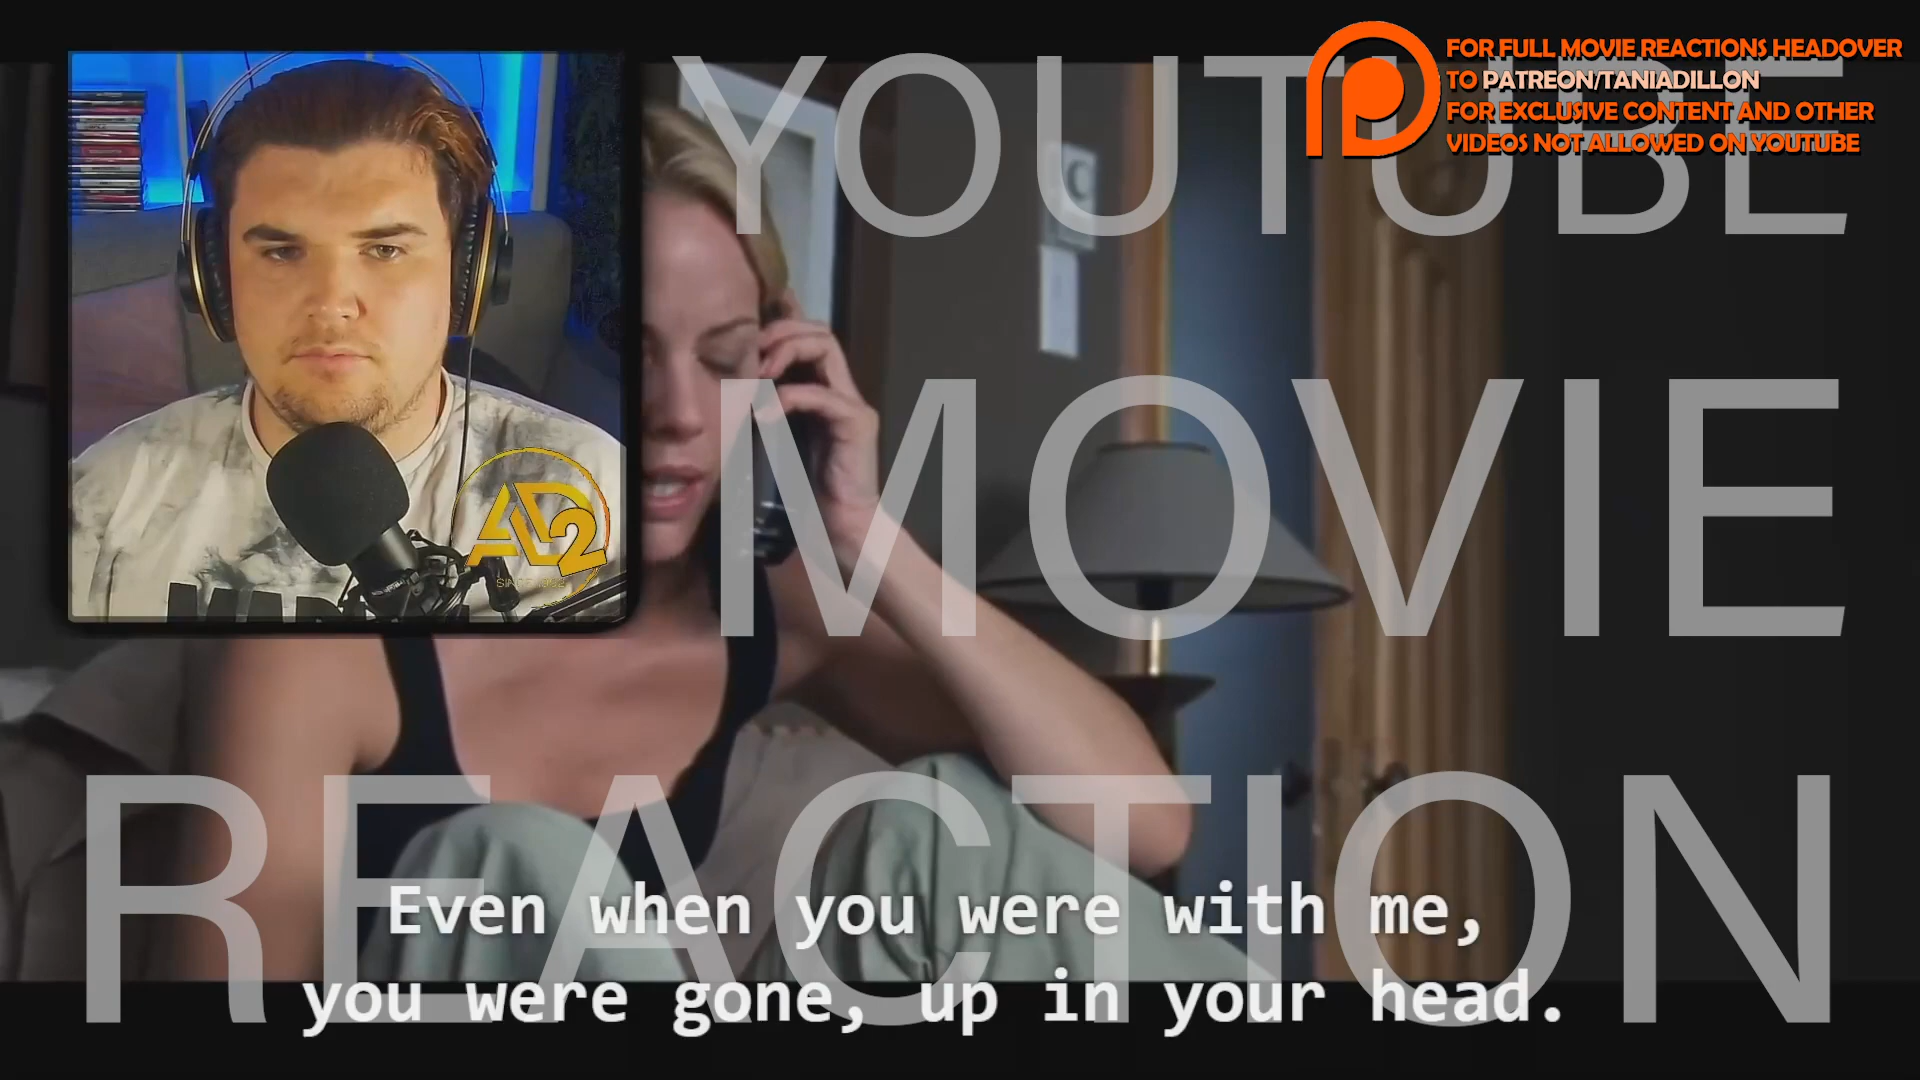 FOR FULL MOVIE REACTIONS HEADOVER
TO PATREON/TANIADILLON
FOR EXCLUSIVE CONTENT AND OTHER
VIDEOS NOT ALLOWED ON YOUTUBE
YOUTUBE
MOVIE
REACTION
AD2
Even when you were with me,
you were gone, up in your head.